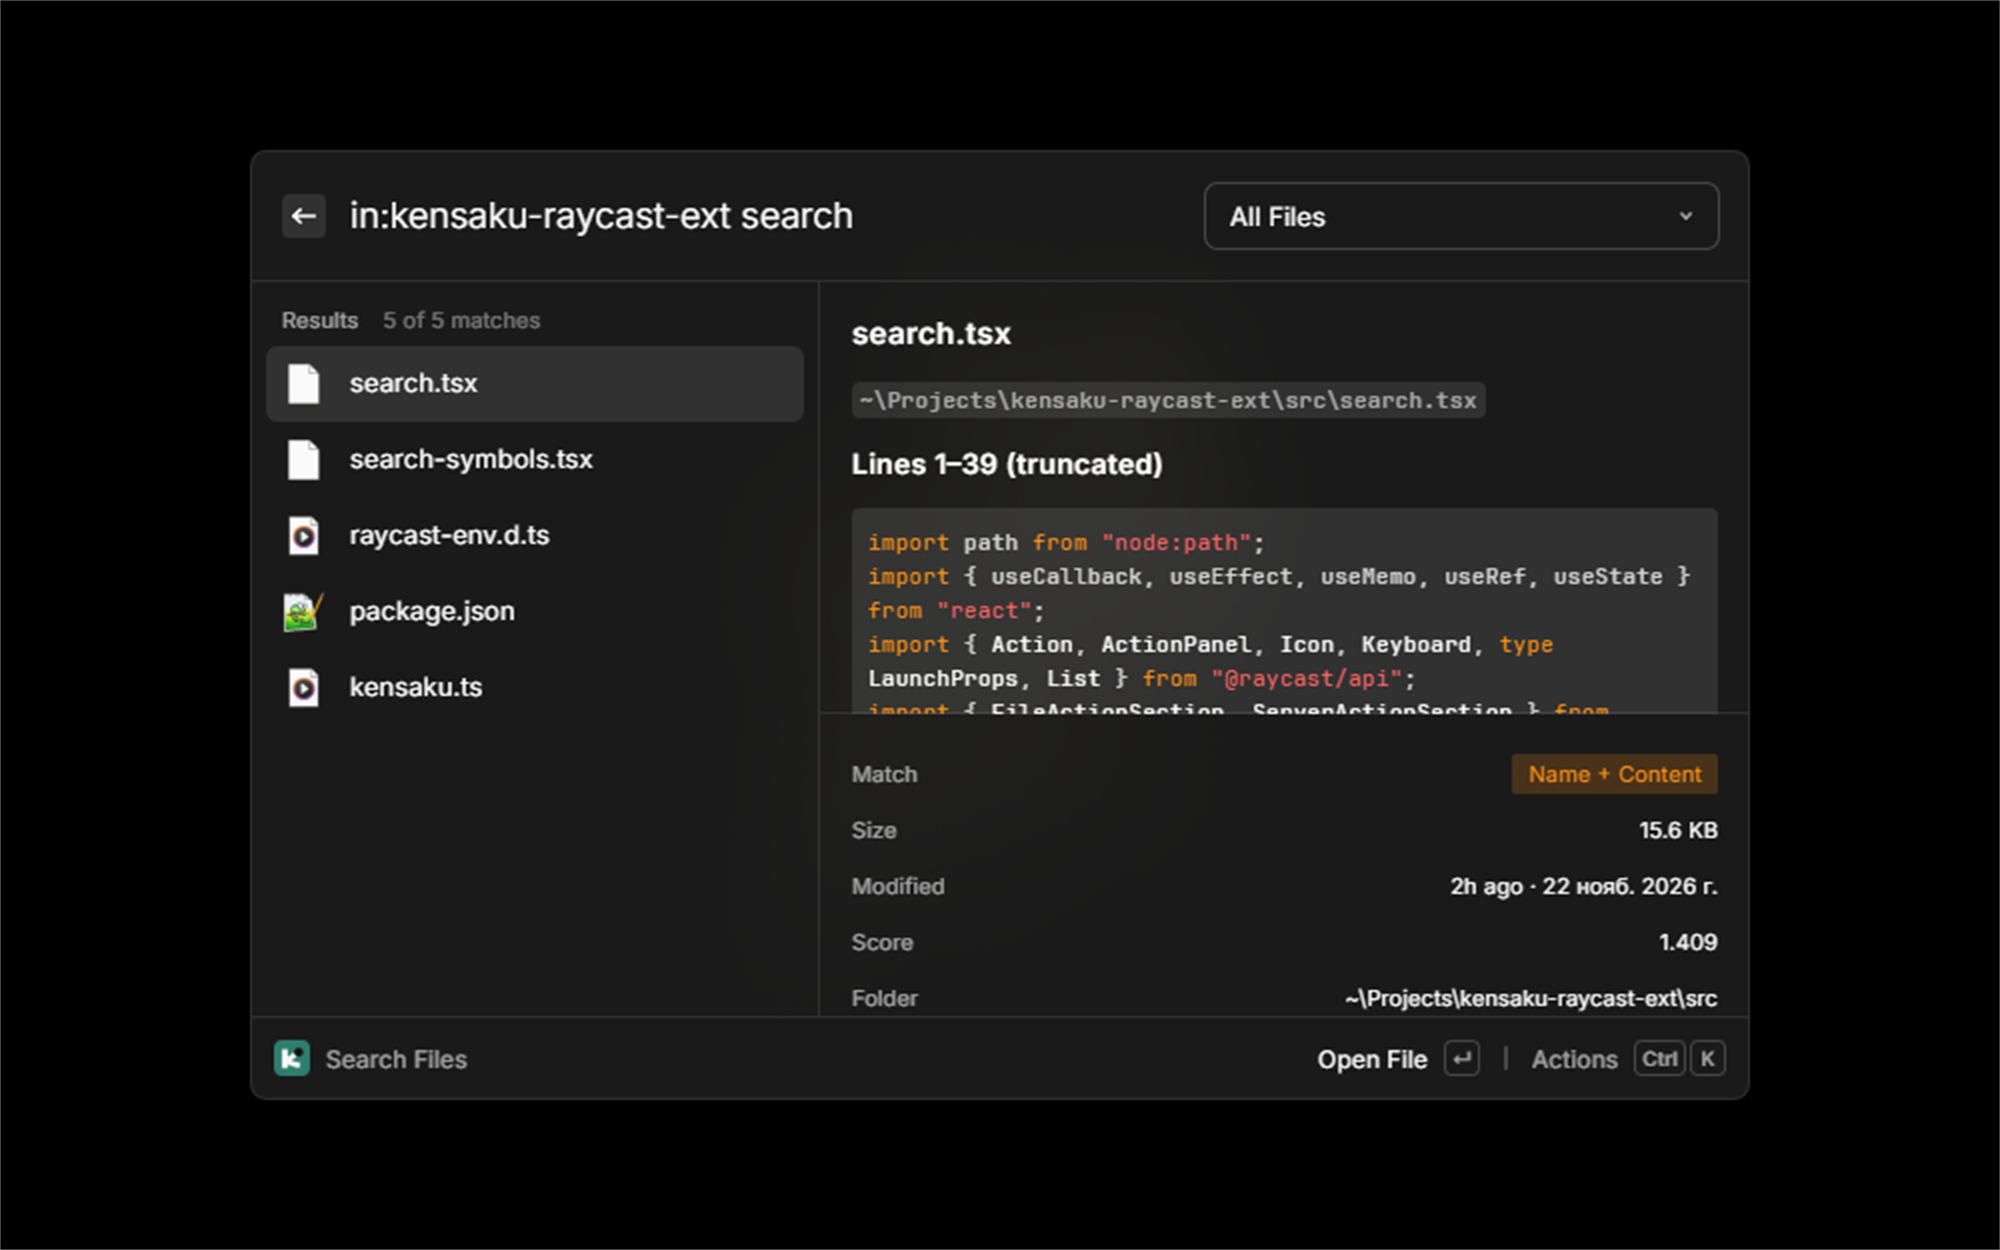 in:kensaku-raycast-ext search
All Files
Results 5 of 5 matches
search.tsx
search-symbols.tsx
raycast-env.d.ts
package.json
kensaku.ts
search.tsx
~\Projects\kensaku-raycast-ext\src\search.tsx
Lines 1–39 (truncated)
import path from "node:path";
import { useCallback, useEffect, useMemo, useRef, useState }
from "react";
import { Action, ActionPanel, Icon, Keyboard, type
LaunchProps, List } from "@raycast/api";
import { FileActionSection, ServerActionSection } from
Match Name + Content
Size 15.6 KB
Modified 2h ago · 22 нояб. 2026 г.
Score 1.409
Folder ~\Projects\kensaku-raycast-ext\src
Search Files
Open File | Actions Ctrl K